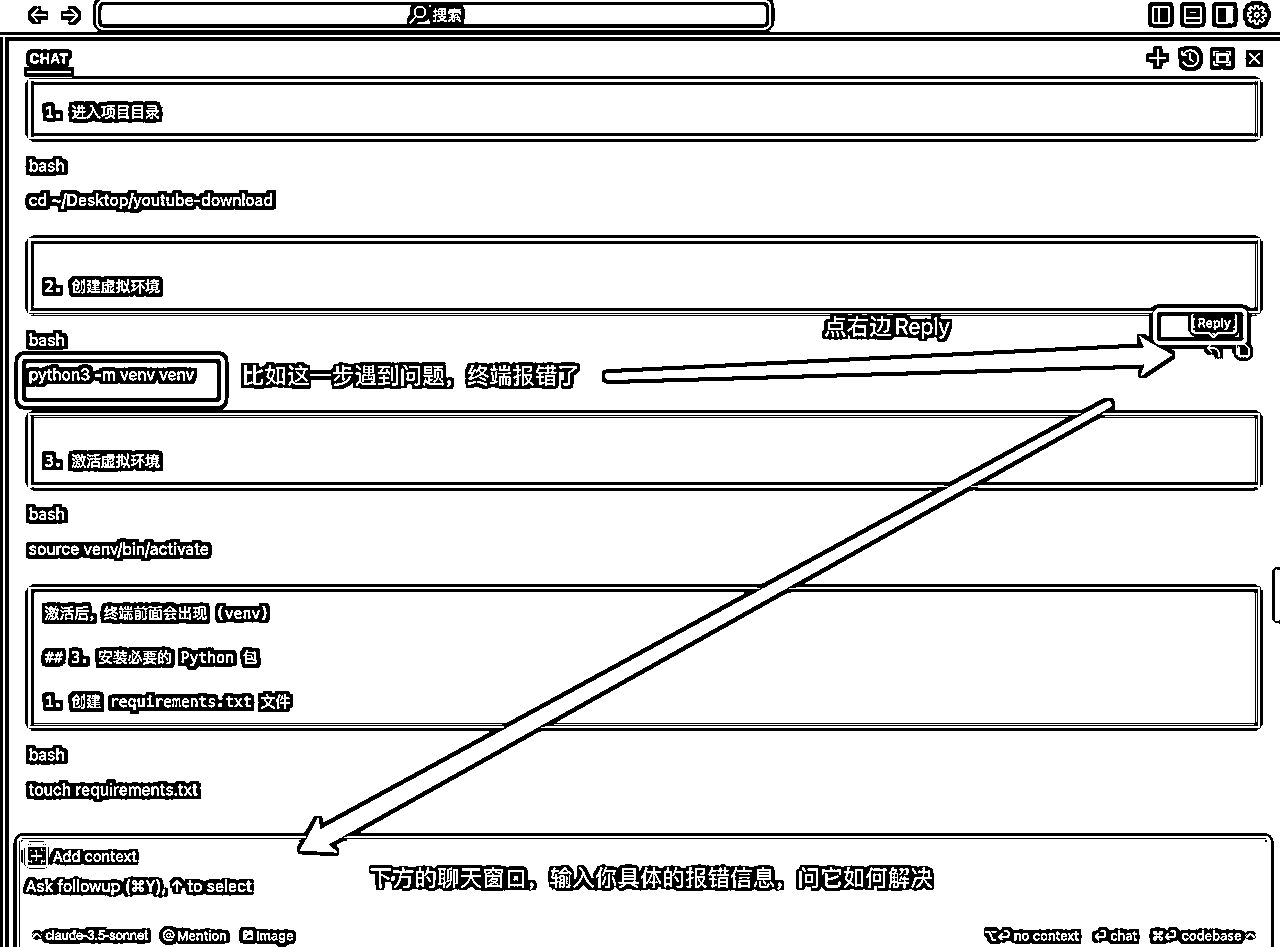 搜索
CHAT
1. 进入项目目录
bash
cd ~/Desktop/youtube-download
2. 创建虚拟环境
点右边Reply
Reply
bash
python3 -m venv venv
比如这一步遇到问题，终端报错了
3. 激活虚拟环境
bash
source venv/bin/activate
激活后，终端前面会出现 (venv)
## 3. 安装必要的 Python 包
1. 创建 requirements.txt 文件
bash
touch requirements.txt
Add context
下方的聊天窗口，输入你具体的报错信息，问它如何解决
Ask followup (⌘Y), ↑ to select
claude-3.5-sonnet @ Mention Image
⌥⏎ no context ⏎ chat ⌘⏎ codebase